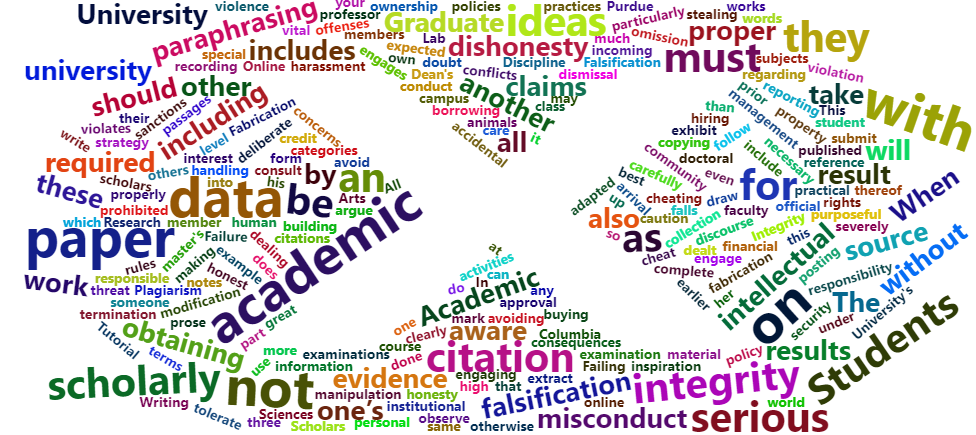 University violence your ownership policies practices Purdue particularly stealing works
paraphrasing professor Graduate ideas words
vital offenses members Lab much omission proper they
special includes engages expected dishonesty incoming must subjects
university recording Online harassment own doubt Discipline Falsification regarding violation
should other Dean's conflicts claims dismissal
conduct another prior reporting take with
their sanctions passages including campus may than management property This
violates level Fabrication concerns borrowing class hiring student
write strategy deliberate credit animals care it exhibit follow submit
required categories accidental all copying necessary published will
interest form avoid community doctoral include reference
others handling consult by an carefully even result
these scholars into his All best for practical thereof When
properly data be Arts adapted arrival cheating draw rights
prohibited argue up falls faculty official
which Research member human building also caution Integrity purposeful
paper master's Failure dealing citations academic so as collection discourse this severely
making example at cheat dealt financial intellectual source
rules honest does activities engage fabrication posting without
work responsible notes In can complete her responsibility
threat Plagiarism do Academic any earlier on The
someone modification approval security University's
termination part great mark avoiding buying under Students
Tutorial prose one clearly aware Columbia
obtaining more course consequences
terms use examinations citation examination material policy results
information done Failing inspiration
scholarly not evidence engaging extract integrity
manipulation honesty high that falsification world
Writing Sciences one's institutional online misconduct serious
tolerate three Scholars personal observe same otherwise